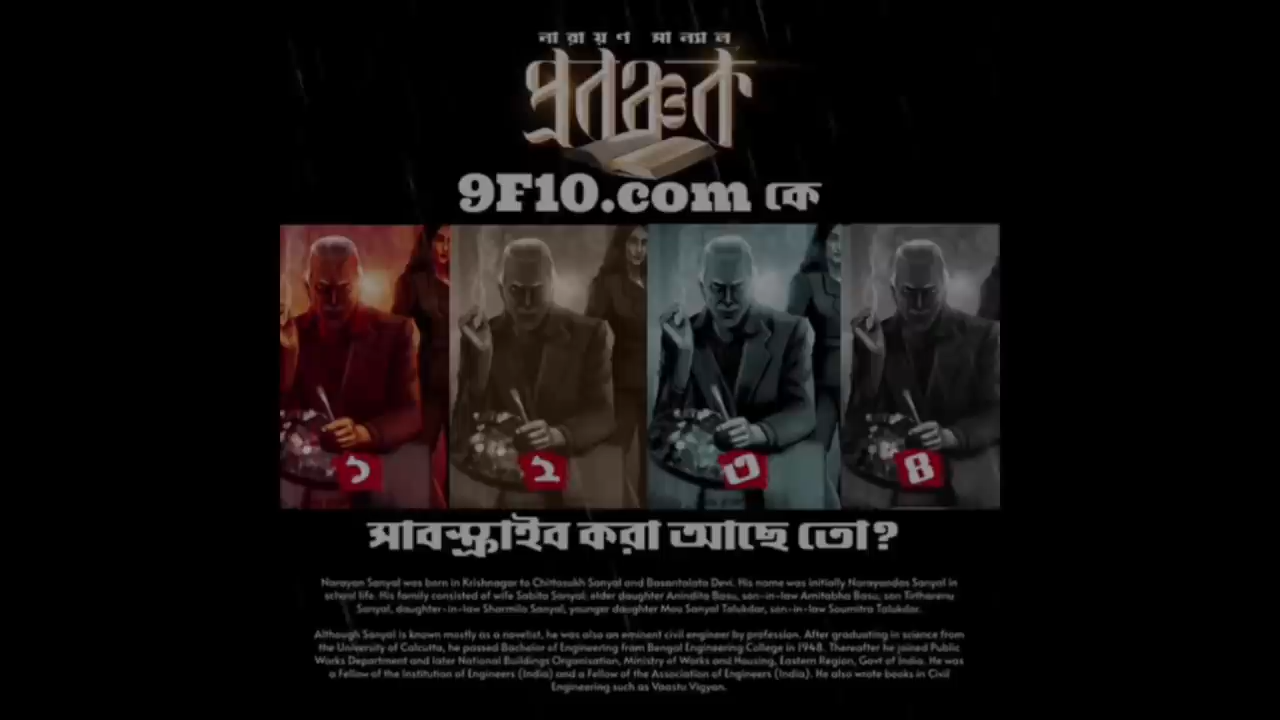 নারায়ণ সান্যাল
প্রবঞ্চক
9F10.com কে
১ ২ ৩ ৪
সাবস্ক্রাইব করা আছে তো?
Narayan Sanyal was born in Krishnagar to Chittasukh Sanyal and Basantalata Devi. His name was initially Narayandas Sanyal in
school life. His family consisted of wife Sabita Sanyal; elder daughter Anindita Basu, son-in-law Amitabha Basu, son Tirtharenu
Sanyal, daughter-in-law Sharmila Sanyal, younger daughter Mou Sanyal Talukdar, son-in-law Soumitra Talukdar.
Although Sanyal is known mostly as a novelist, he was also an eminent civil engineer by profession. After graduating in science from
the University of Calcutta, he passed Bachelor of Engineering from Bengal Engineering College in 1948. Thereafter he joined Public
Works Department and later National Buildings Organisation, Ministry of Works and Housing, Eastern Region, Govt of India. He was
a Fellow of the Institution of Engineers (India) and a Fellow of the Association of Engineers (India). He also wrote books in Civil
Engineering such as Vaastu Vigyan.